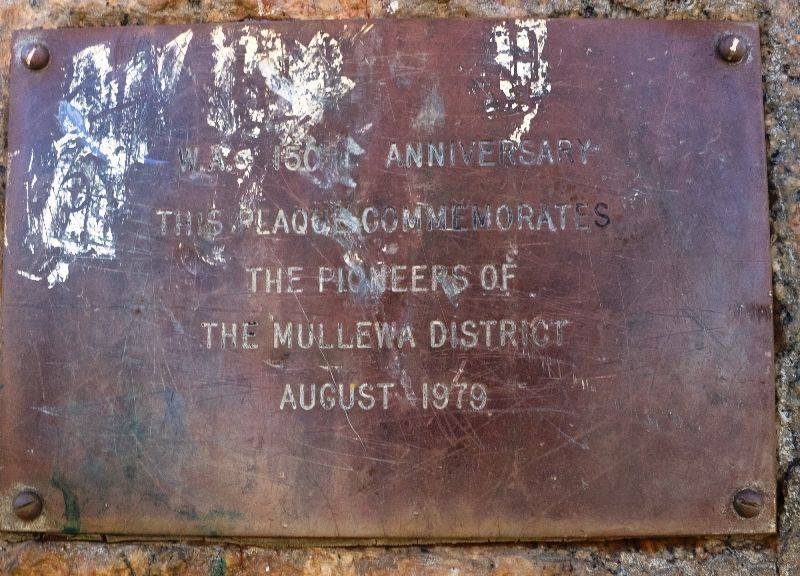 W.A.s 150TH ANNIVERSARY
THIS PLAQUE COMMEMORATES
THE PIONEERS OF
THE MULLEWA DISTRICT
AUGUST 1979